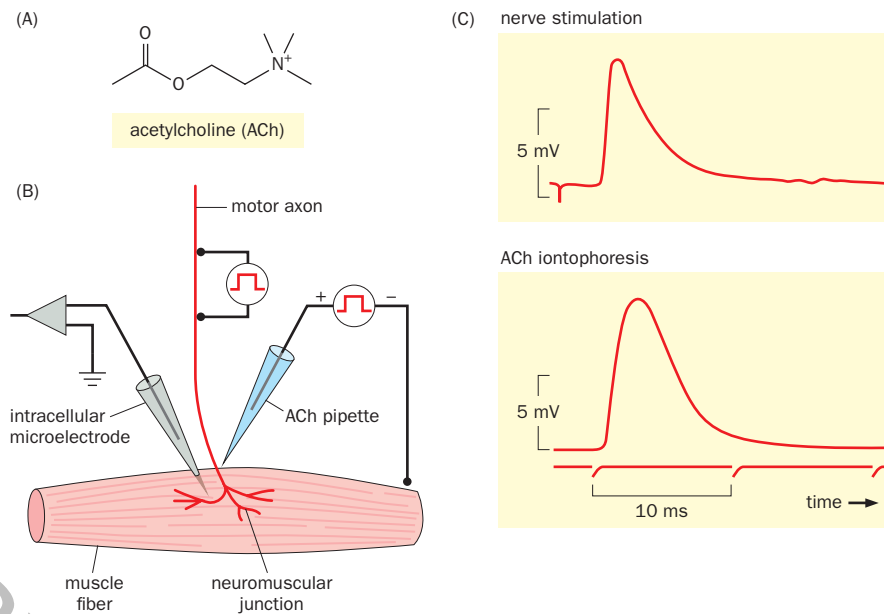 (A)
O
O
N+
acetylcholine (ACh)
(B)
motor axon
+
–
intracellular
microelectrode
ACh pipette
muscle
fiber
neuromuscular
junction
(C)
nerve stimulation
5 mV
ACh iontophoresis
5 mV
10 ms
time